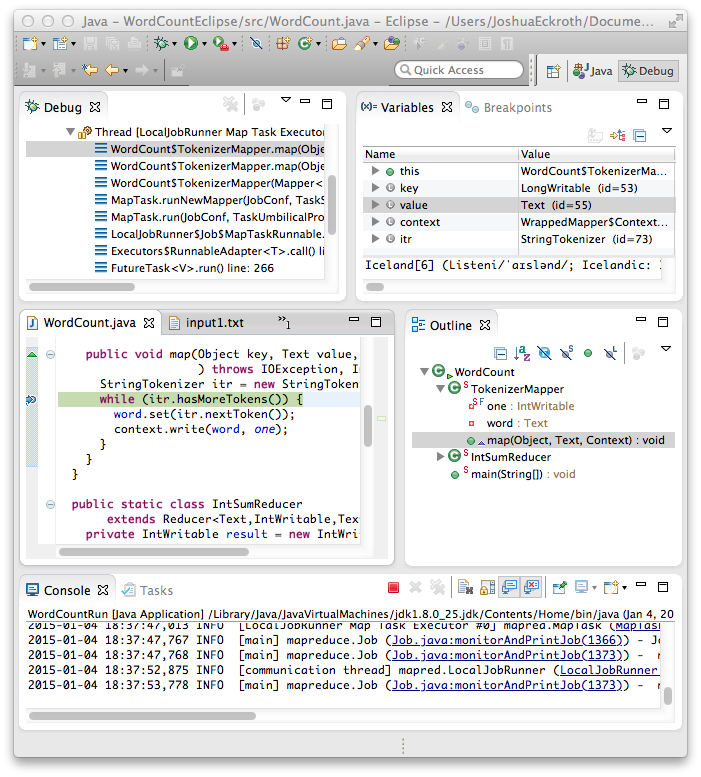 Java – WordCountEclipse/src/WordCount.java – Eclipse – /Users/JoshuaEckroth/Docume...
Quick Access
Java
Debug
Debug
Thread [LocalJobRunner Map Task Executor
WordCount$TokenizerMapper.map(Obje
WordCount$TokenizerMapper.map(Obje
WordCount$TokenizerMapper(Mapper<
MapTask.runNewMapper(JobConf, TaskS
MapTask.run(JobConf, TaskUmbilicalPro
LocalJobRunner$Job$MapTaskRunnable.
Executors$RunnableAdapter<T>.call() li
FutureTask<V>.run() line: 266
Variables
Breakpoints
Name Value
this WordCount$TokenizerMa...
key LongWritable (id=53)
value Text (id=55)
context WrappedMapper$Context...
itr StringTokenizer (id=73)
Iceland[6] (Listeni/ˈaɪslənd/; Icelandic:
WordCount.java
input1.txt
»1
public void map(Object key, Text value,
) throws IOException, In
StringTokenizer itr = new StringToken
while (itr.hasMoreTokens()) {
word.set(itr.nextToken());
context.write(word, one);
}
}
}
public static class IntSumReducer
extends Reducer<Text,IntWritable,Tex
private IntWritable result = new IntWri
Outline
WordCount
TokenizerMapper
one : IntWritable
word : Text
map(Object, Text, Context) : void
IntSumReducer
main(String[]) : void
Console
Tasks
WordCountRun [Java Application] /Library/Java/JavaVirtualMachines/jdk1.8.0_25.jdk/Contents/Home/bin/java (Jan 4, 20
2015-01-04 18:37:47,013 INFO [LocalJobRunner Map Task Executor #0] mapred.MapTask (MapTas
2015-01-04 18:37:47,767 INFO [main] mapreduce.Job (Job.java:monitorAndPrintJob(1366)) - Jo
2015-01-04 18:37:47,768 INFO [main] mapreduce.Job (Job.java:monitorAndPrintJob(1373)) -
2015-01-04 18:37:52,875 INFO [communication thread] mapred.LocalJobRunner (LocalJobRunner
2015-01-04 18:37:53,778 INFO [main] mapreduce.Job (Job.java:monitorAndPrintJob(1373)) -